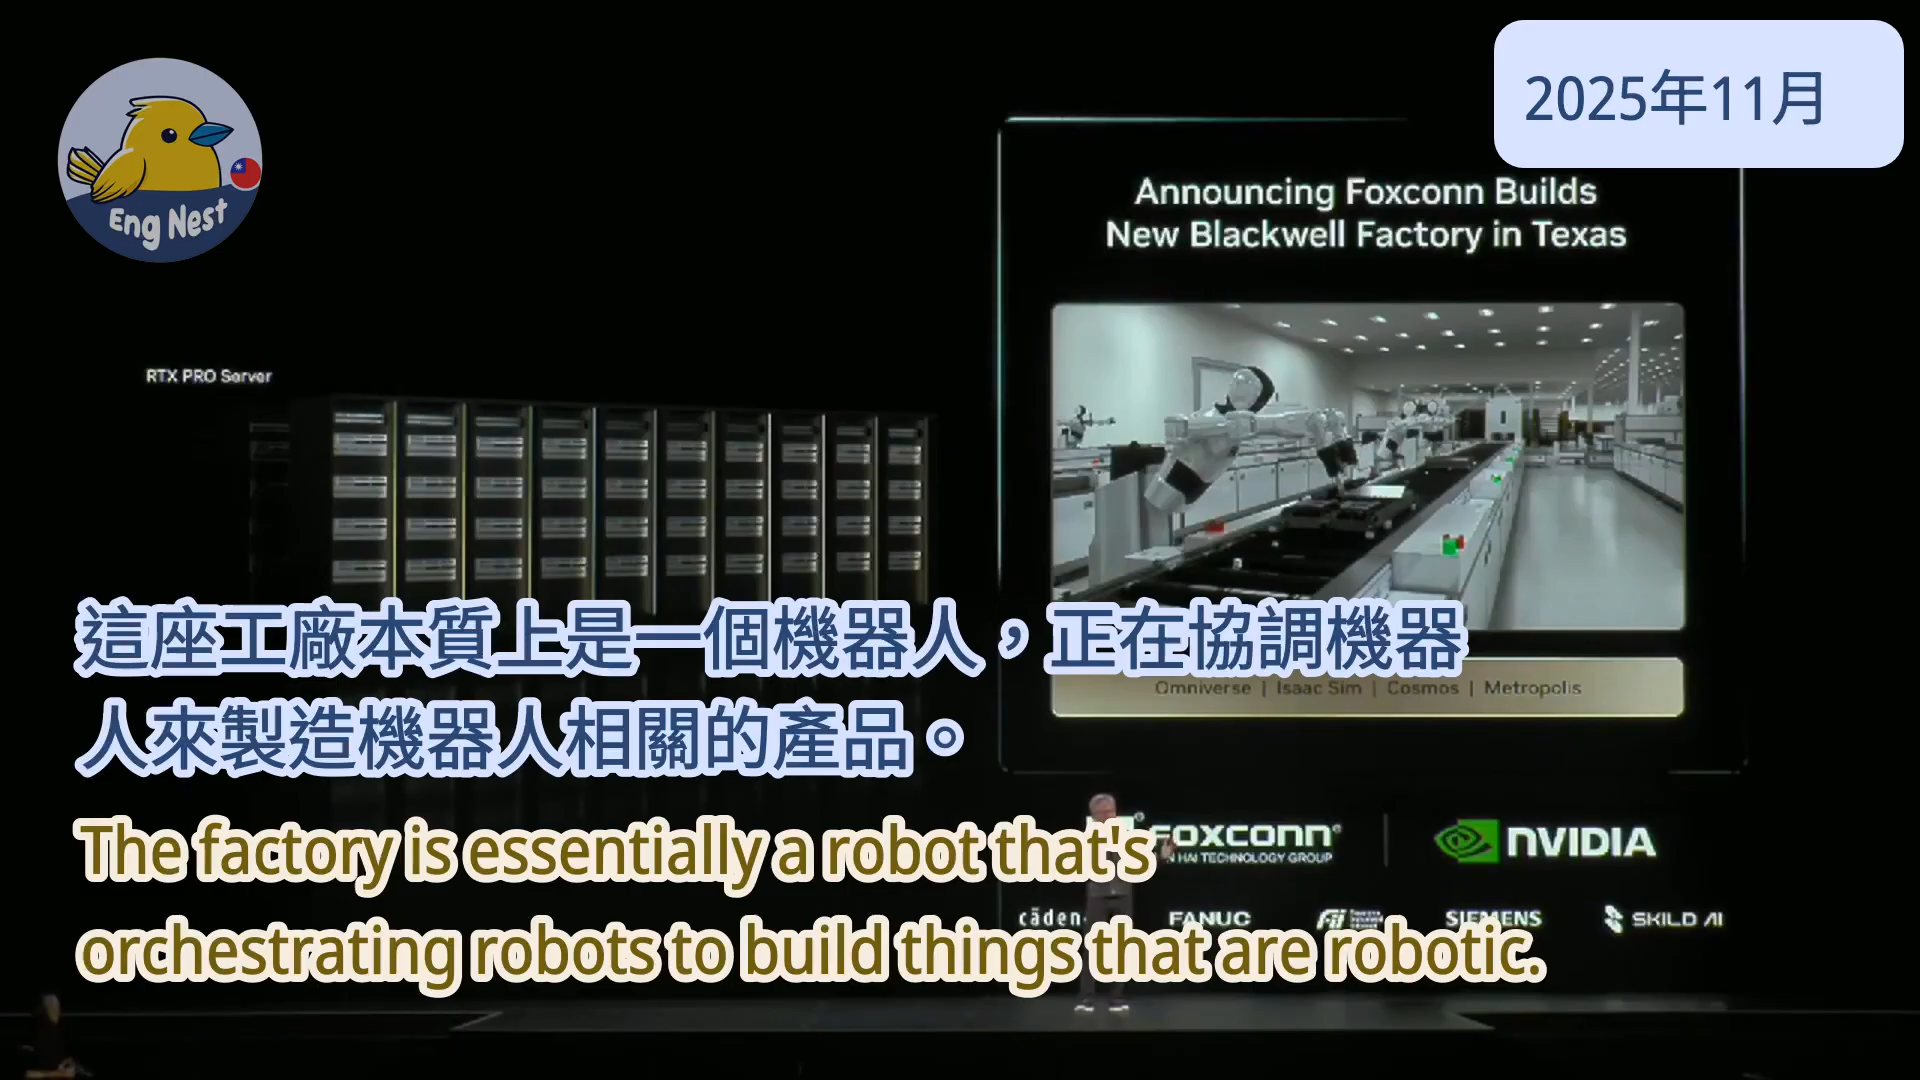 2025年11月
Eng Nest
Announcing Foxconn Builds
New Blackwell Factory in Texas
RTX PRO Server
這座工廠本質上是一個機器人，正在協調機器
人來製造機器人相關的產品。
Omniverse | Isaac Sim | Cosmos | Metropolis
The factory is essentially a robot that's
orchestrating robots to build things that are robotic.
FOXCONN
HAI TECHNOLOGY GROUP
NVIDIA
FANUC
Fii
SIEMENS
SKILD AI